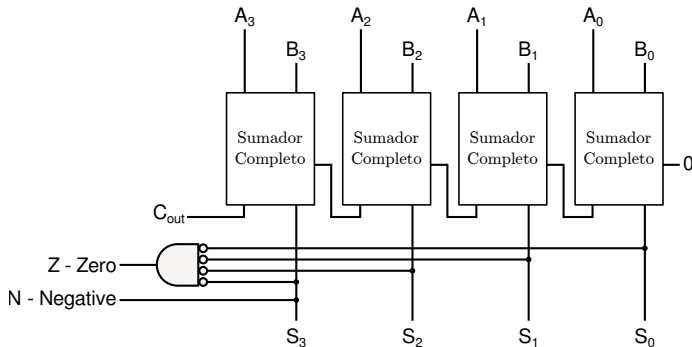 A3 A2 A1 A0
B3 B2 B1 B0
Sumador
Completo
Sumador
Completo
Sumador
Completo
Sumador
Completo
0
Cout
Z - Zero
N - Negative
S3 S2 S1 S0